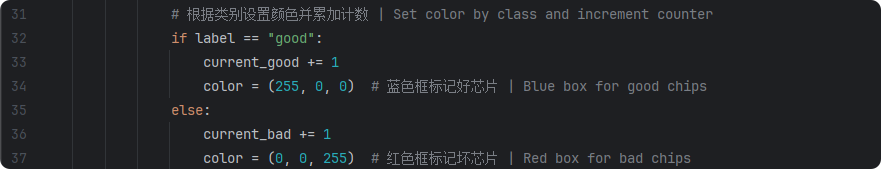 31 # 根据类别设置颜色并累加计数 | Set color by class and increment counter
32 if label == "good":
33 current_good += 1
34 color = (255, 0, 0)  # 蓝色框标记好芯片 | Blue box for good chips
35 else:
36 current_bad += 1
37 color = (0, 0, 255)  # 红色框标记坏芯片 | Red box for bad chips